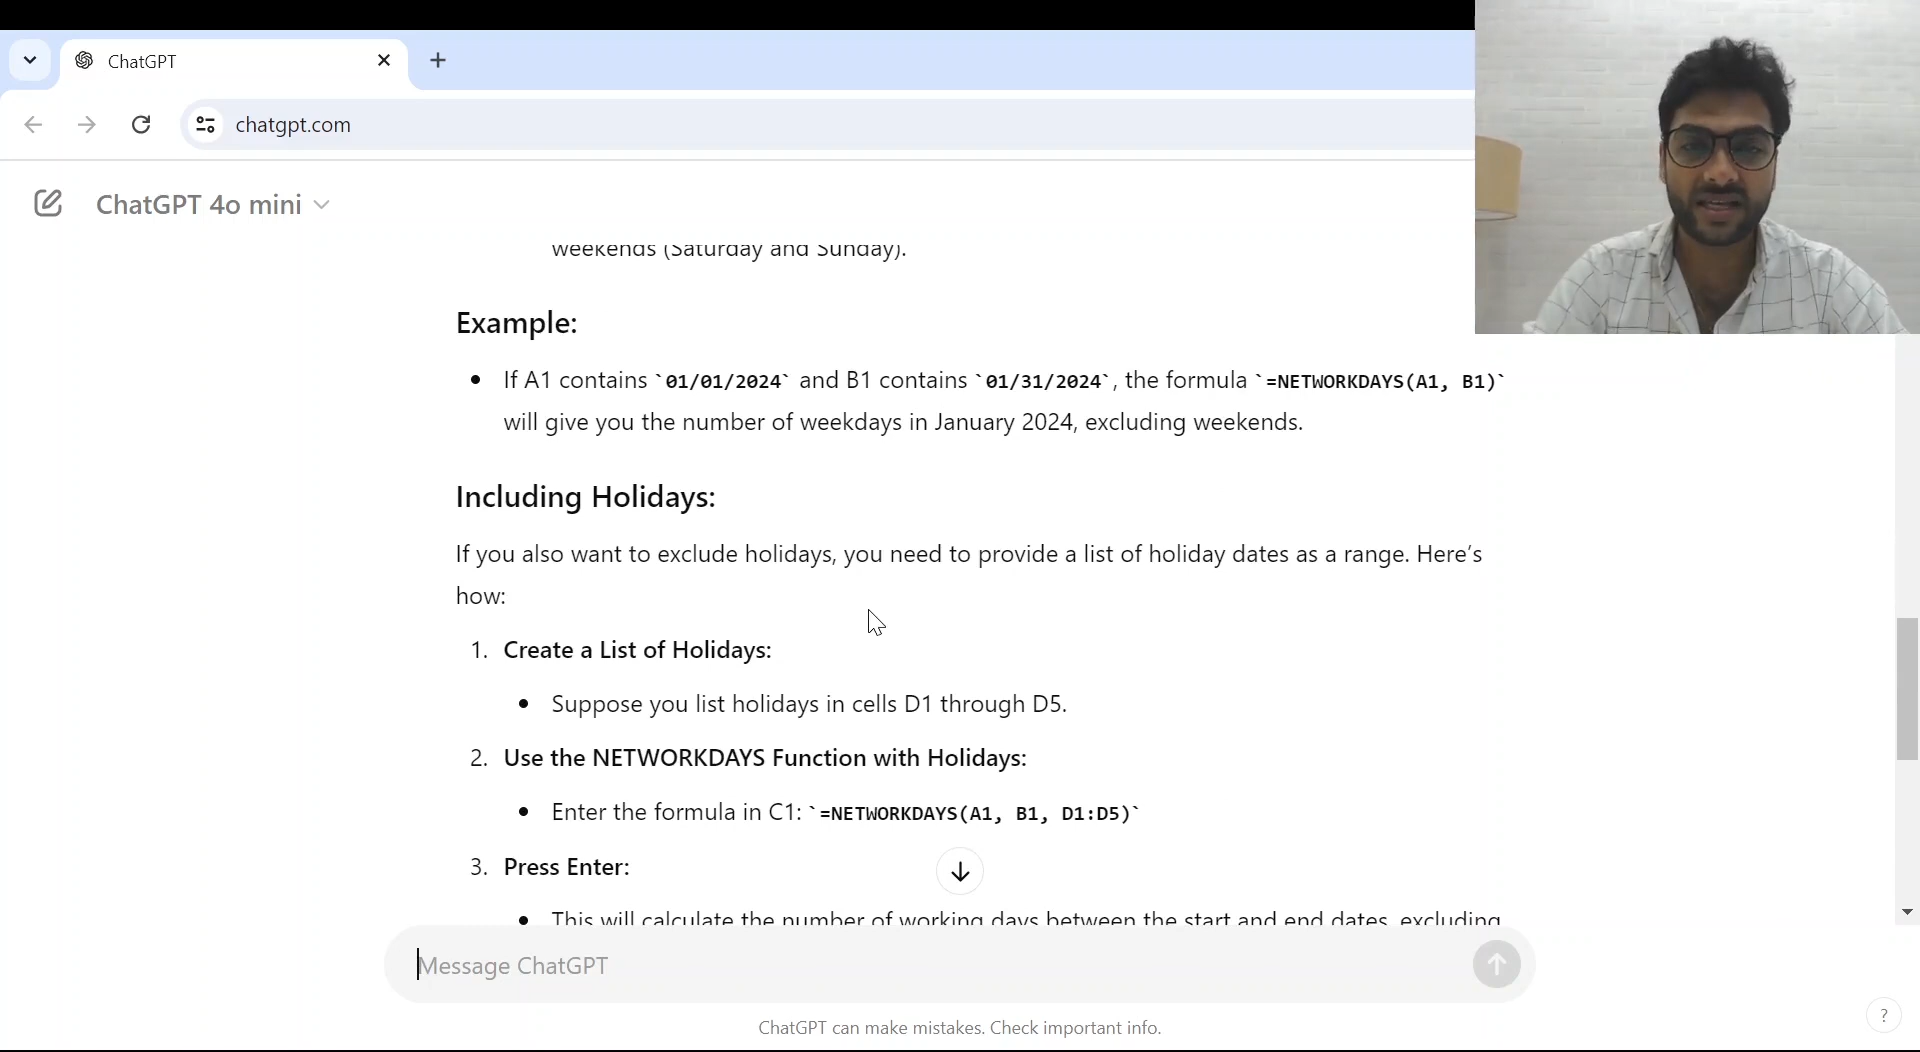 ChatGPT
chatgpt.com
ChatGPT 4o mini
weekends (Saturday and Sunday).
Example:
• If A1 contains `01/01/2024` and B1 contains `01/31/2024`, the formula `=NETWORKDAYS(A1, B1)`
will give you the number of weekdays in January 2024, excluding weekends.
Including Holidays:
If you also want to exclude holidays, you need to provide a list of holiday dates as a range. Here’s
how:
1. Create a List of Holidays:
• Suppose you list holidays in cells D1 through D5.
2. Use the NETWORKDAYS Function with Holidays:
• Enter the formula in C1: `=NETWORKDAYS(A1, B1, D1:D5)`
3. Press Enter:
• This will calculate the number of working days between the start and end dates, excluding
Message ChatGPT
ChatGPT can make mistakes. Check important info.
?